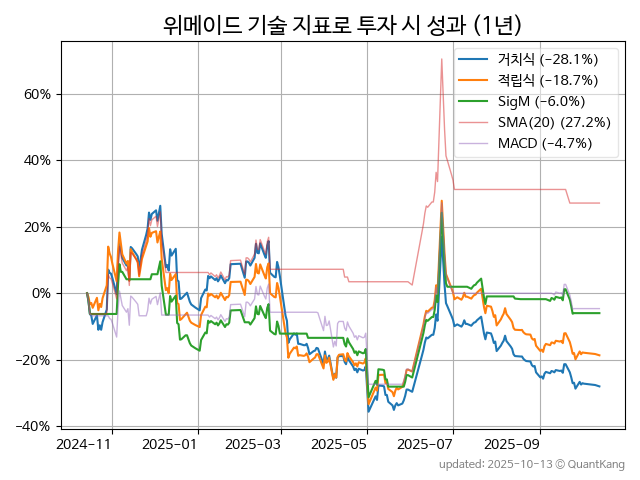 위메이드 기술 지표로 투자 시 성과 (1년)
거치식 (-28.1%)
적립식 (-18.7%)
SigM (-6.0%)
SMA(20) (27.2%)
MACD (-4.7%)
60%
40%
20%
0%
−20%
−40%
2024-11 2025-01 2025-03 2025-05 2025-07 2025-09
updated: 2025-10-13 ⓒ QuantKang